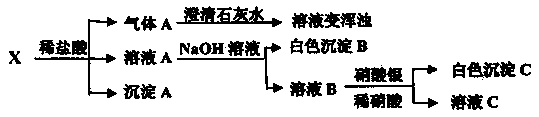 气体 A 澄清石灰水 溶液变浑浊
X 稀盐酸 溶液 A NaOH 溶液 白色沉淀 B
沉淀 A 溶液 B 硝酸银 稀硝酸 白色沉淀 C
溶液 C